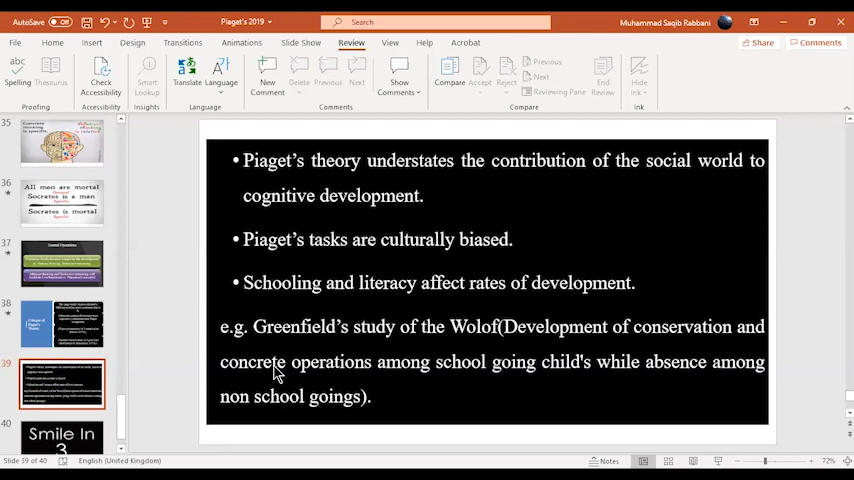 AutoSave Off Piaget's 2019 Search Muhammad Saqib Rabbani
File Home Insert Draw Design Transitions Animations Slide Show Review View Help Acrobat Share Comments
Spelling Thesaurus Check Accessibility Smart Lookup Translate Language New Comment Delete Previous Next Show Comments Compare Accept Reject Previous Next Reviewing Pane End Review Hide Ink
Proofing Accessibility Insights Language Comments Compare Ink
35
36
All men are mortal
Socrates is a man
Socrates is mortal
37
38
39
40
Smile In
3
• Piaget's theory understates the contribution of the social world to
cognitive development.
• Piaget's tasks are culturally biased.
• Schooling and literacy affect rates of development.
e.g. Greenfield's study of the Wolof(Development of conservation and
concrete operations among school going child's while absence among
non school goings).
Slide 39 of 40 English (United Kingdom) Notes 72%